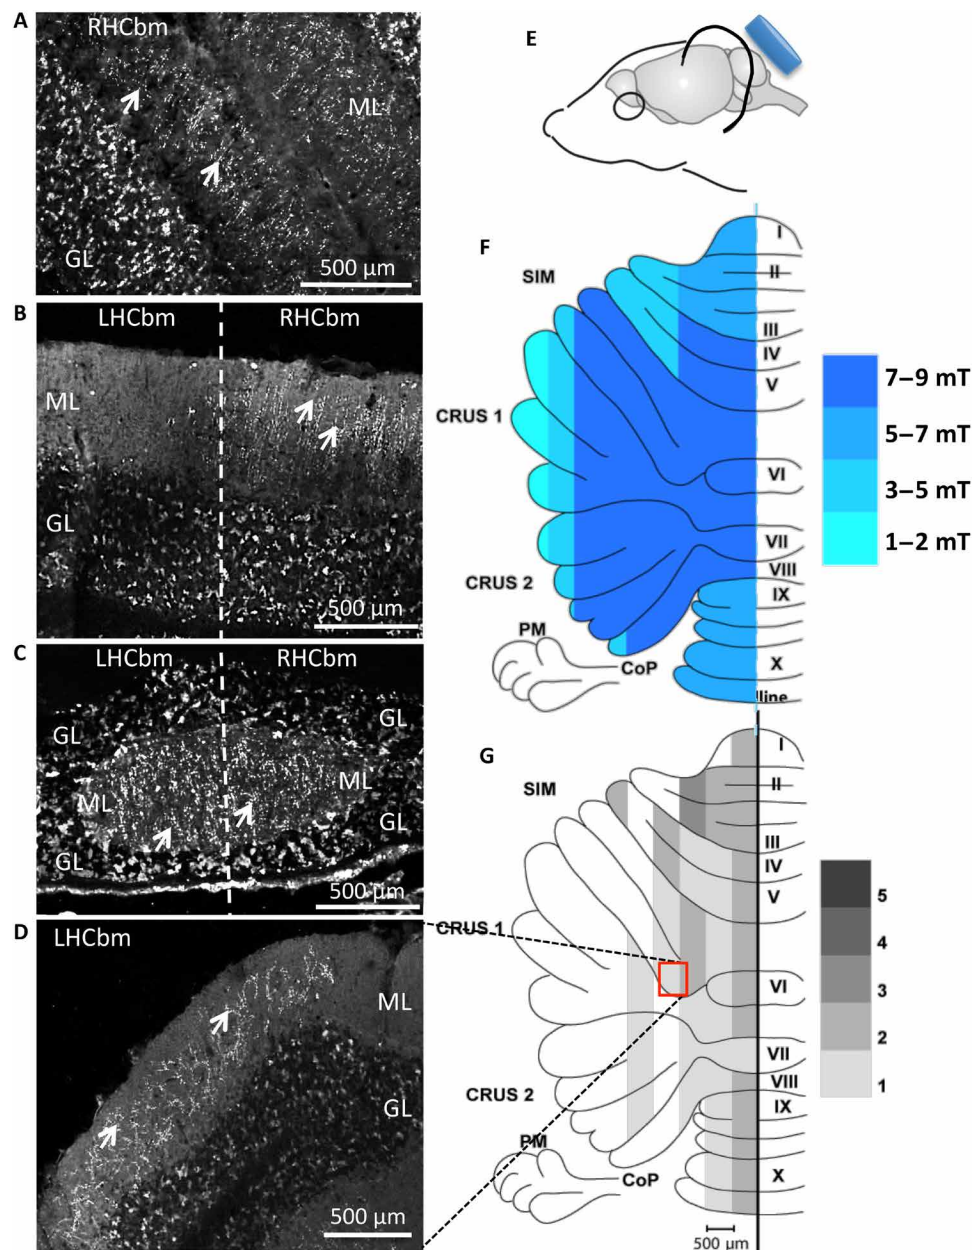 A
RHCbm
ML
GL
500 µm
B
LHCbm RHCbm
ML
GL
500 µm
C
LHCbm RHCbm
GL
GL
ML
ML
GL
GL
500 µm
D
LHCbm
ML
GL
500 µm
E
F
I
SIM
II
III
IV
V
CRUS 1
VI
VII
CRUS 2
VIII
IX
PM
CoP
X
line
7–9 mT
5–7 mT
3–5 mT
1–2 mT
G
I
SIM
II
III
IV
V
CRUS 1
VI
VII
CRUS 2
VIII
IX
PM
CoP
X
500 µm
5
4
3
2
1